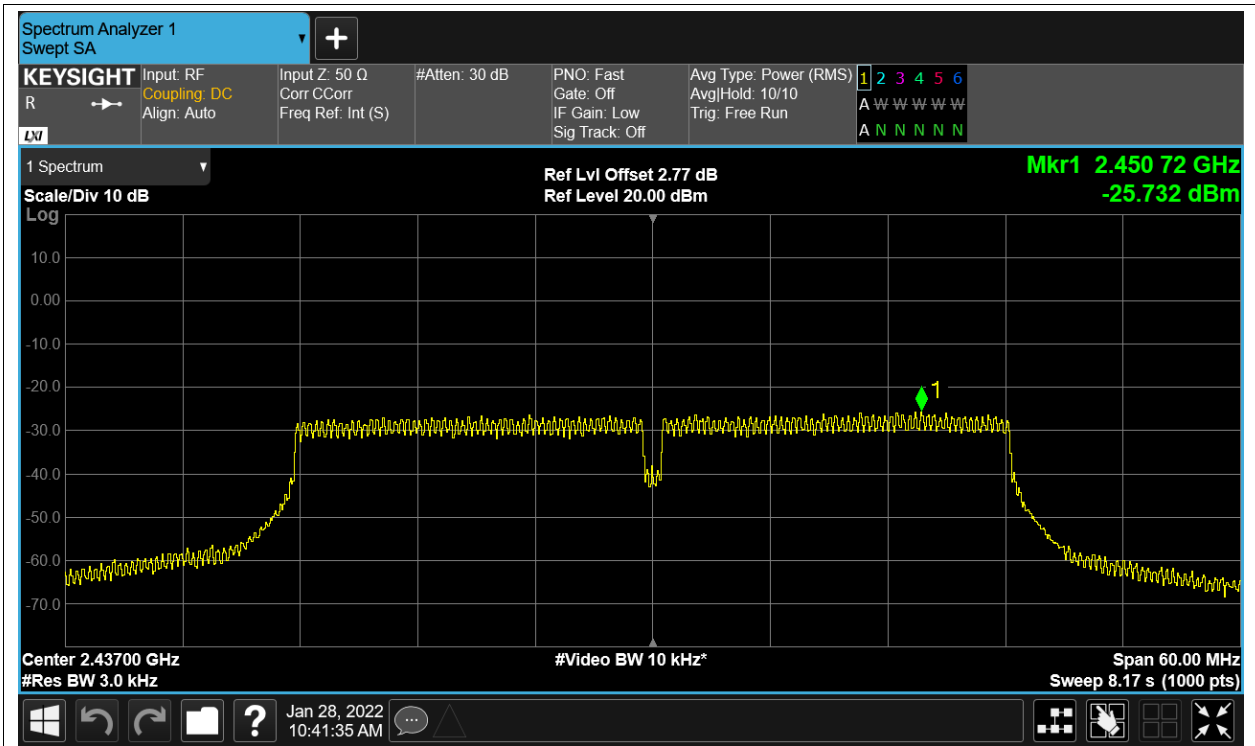 Spectrum Analyzer 1
Swept SA
KEYSIGHT
R
LXI
Input: RF
Coupling: DC
Align: Auto
Input Z: 50 Ω
Corr CCorr
Freq Ref: Int (S)
#Atten: 30 dB
PNO: Fast
Gate: Off
IF Gain: Low
Sig Track: Off
Avg Type: Power (RMS)
Avg|Hold: 10/10
Trig: Free Run
1 2 3 4 5 6
A W W W W W
A N N N N N
1 Spectrum
Scale/Div 10 dB
Log
Ref Lvl Offset 2.77 dB
Ref Level 20.00 dBm
Mkr1 2.450 72 GHz
-25.732 dBm
10.0
0.00
-10.0
-20.0
-30.0
-40.0
-50.0
-60.0
-70.0
1
Center 2.43700 GHz
#Res BW 3.0 kHz
#Video BW 10 kHz*
Span 60.00 MHz
Sweep 8.17 s (1000 pts)
?
Jan 28, 2022
10:41:35 AM